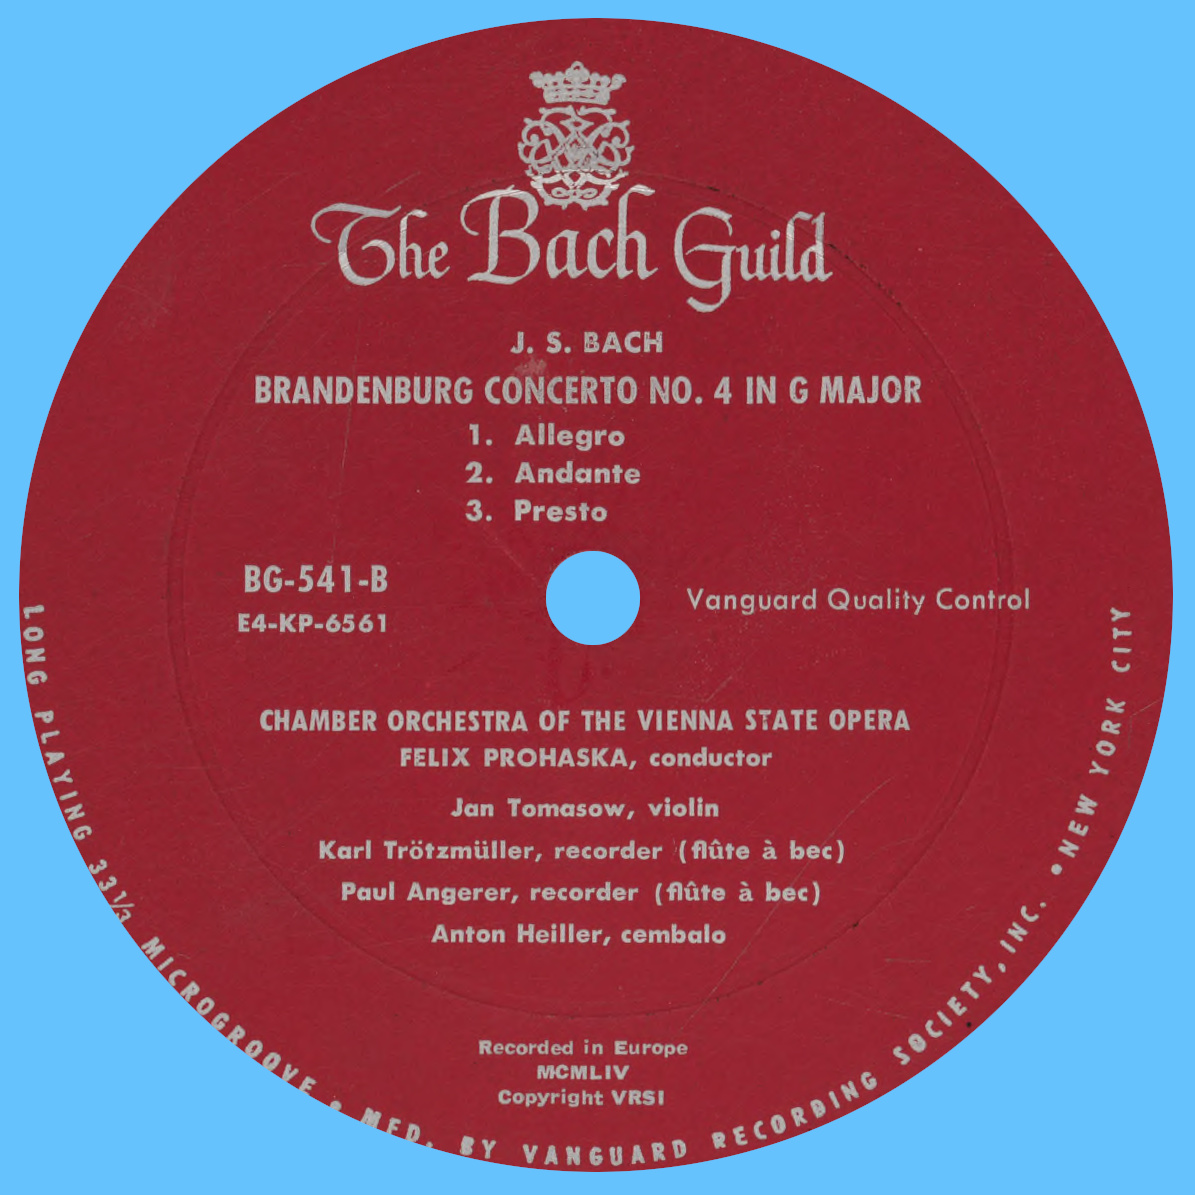 The Bach Guild
J. S. BACH
BRANDENBURG CONCERTO NO. 4 IN G MAJOR
1. Allegro
2. Andante
3. Presto
BG-541-B
E4-KP-6561
Vanguard Quality Control
CHAMBER ORCHESTRA OF THE VIENNA STATE OPERA
FELIX PROHASKA, conductor
Jan Tomasow, violin
Karl Trötzmüller, recorder (flûte à bec)
Paul Angerer, recorder (flûte à bec)
Anton Heiller, cembalo
Recorded in Europe
MCMLIV
Copyright VRSI
LONG PLAYING 33⅓ MICROGROOVE • MFD. BY VANGUARD RECORDING SOCIETY, INC. • NEW YORK CITY